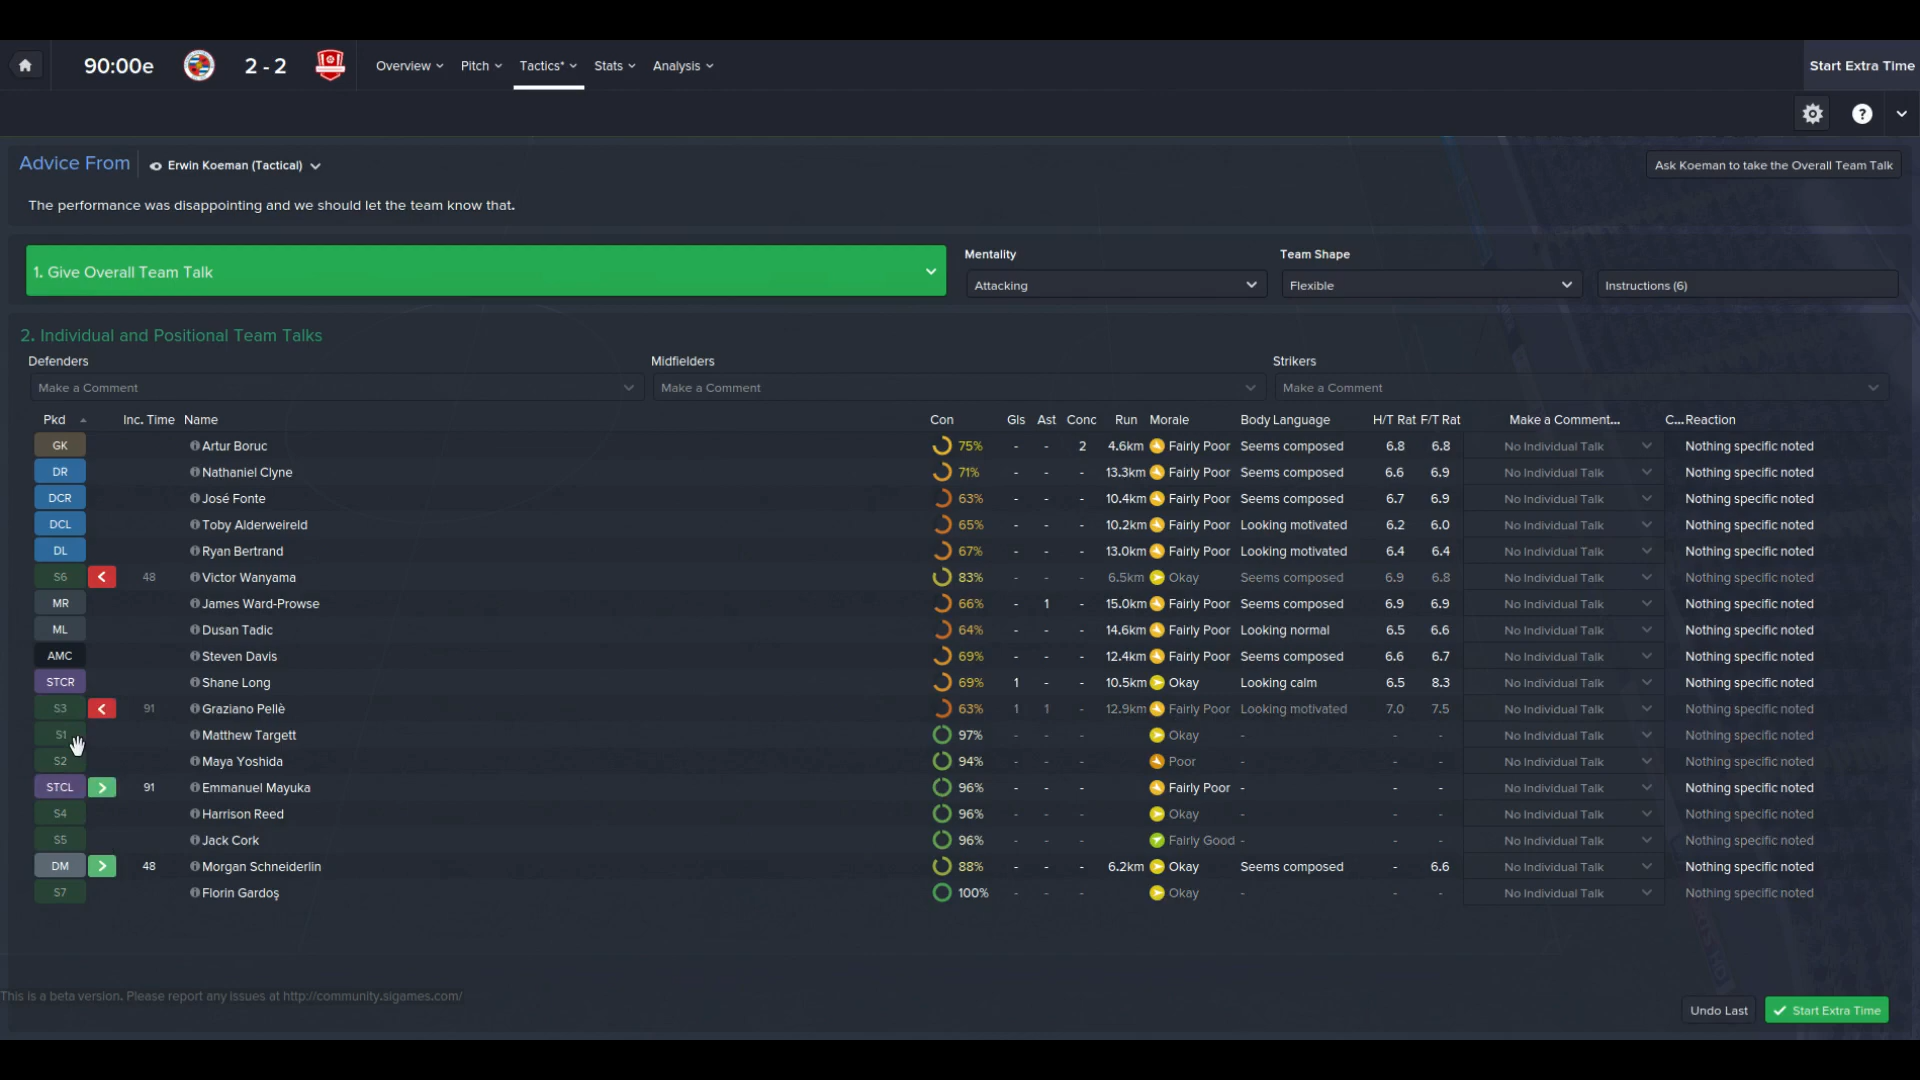 90:00e 2 - 2 Overview Pitch Tactics* Stats Analysis Start Extra Time
?
Advice From Erwin Koeman (Tactical) Ask Koeman to take the Overall Team Talk
The performance was disappointing and we should let the team know that.
Mentality Team Shape
1. Give Overall Team Talk Attacking Flexible Instructions (6)
2. Individual and Positional Team Talks
Defenders Midfielders Strikers
Make a Comment Make a Comment Make a Comment
Pkd Inc. Time Name Con Gls Ast Conc Run Morale Body Language H/T Rat F/T Rat Make a Comment... C... Reaction
GK Artur Boruc 75% - - 2 4.6km Fairly Poor Seems composed 6.8 6.8 No Individual Talk Nothing specific noted
DR Nathaniel Clyne 71% - - - 13.3km Fairly Poor Seems composed 6.6 6.9 No Individual Talk Nothing specific noted
DCR José Fonte 63% - - - 10.4km Fairly Poor Seems composed 6.7 6.9 No Individual Talk Nothing specific noted
DCL Toby Alderweireld 65% - - - 10.2km Fairly Poor Looking motivated 6.2 6.0 No Individual Talk Nothing specific noted
DL Ryan Bertrand 67% - - - 13.0km Fairly Poor Looking motivated 6.4 6.4 No Individual Talk Nothing specific noted
S6 48 Victor Wanyama 83% - - - 6.5km Okay Seems composed 6.9 6.8 No Individual Talk Nothing specific noted
MR James Ward-Prowse 66% - 1 - 15.0km Fairly Poor Seems composed 6.9 6.9 No Individual Talk Nothing specific noted
ML Dusan Tadic 64% - - - 14.6km Fairly Poor Looking normal 6.5 6.6 No Individual Talk Nothing specific noted
AMC Steven Davis 69% - - - 12.4km Fairly Poor Seems composed 6.6 6.7 No Individual Talk Nothing specific noted
STCR Shane Long 69% 1 - - 10.5km Okay Looking calm 6.5 8.3 No Individual Talk Nothing specific noted
S3 91 Graziano Pellè 63% 1 1 - 12.9km Fairly Poor Looking motivated 7.0 7.5 No Individual Talk Nothing specific noted
S1 Matthew Targett 97% - - - Okay - - - No Individual Talk Nothing specific noted
S2 Maya Yoshida 94% - - - Poor - - - No Individual Talk Nothing specific noted
STCL 91 Emmanuel Mayuka 96% - - - Fairly Poor - - - No Individual Talk Nothing specific noted
S4 Harrison Reed 96% - - - Okay - - - No Individual Talk Nothing specific noted
S5 Jack Cork 96% - - - Fairly Good - - - No Individual Talk Nothing specific noted
DM 48 Morgan Schneiderlin 88% - - - 6.2km Okay Seems composed - 6.6 No Individual Talk Nothing specific noted
S7 Florin Gardoş 100% - - - Okay - - - No Individual Talk Nothing specific noted
This is a beta version. Please report any issues at http://community.sigames.com/
Undo Last Start Extra Time